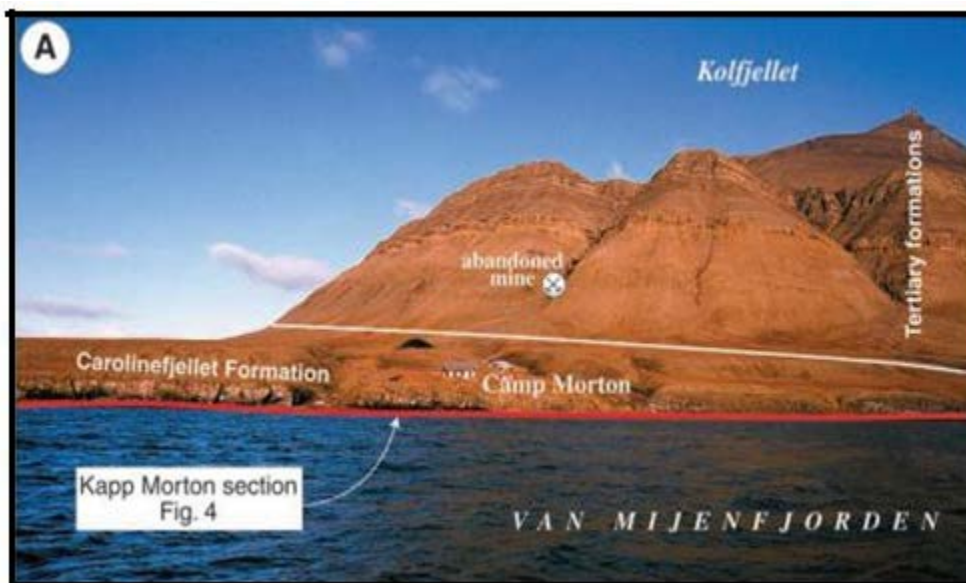 A
Kolfjellet
Tertiary formations
abandoned
mine
Carolinefjellet Formation
Camp Morton
Kapp Morton section
Fig. 4
VAN MIJENFJORDEN